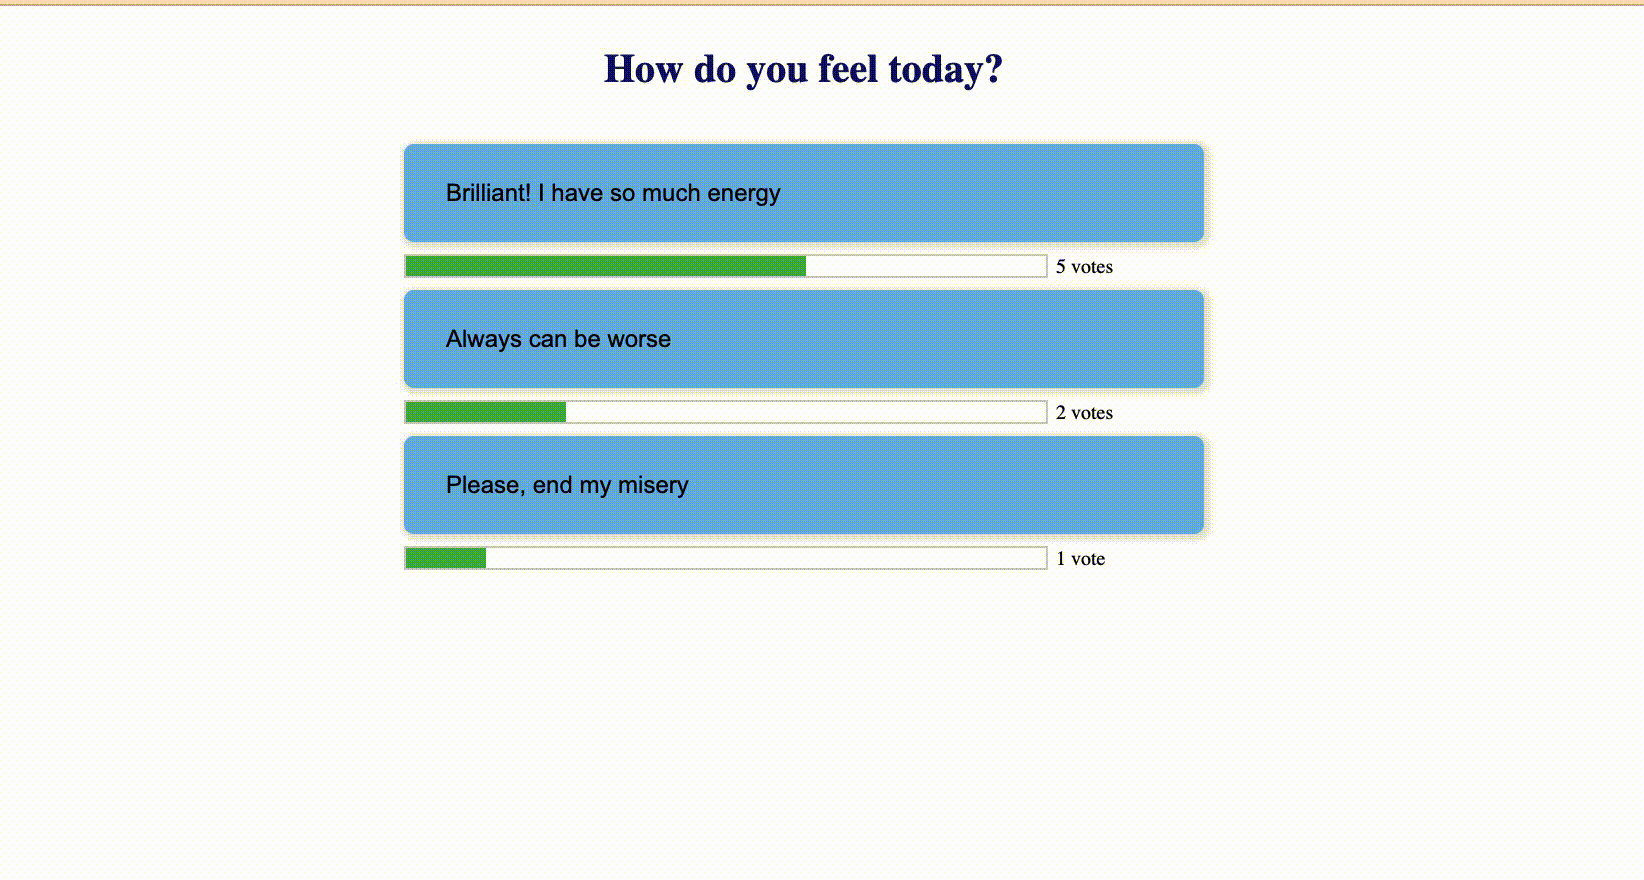 How do you feel today?
Brilliant! I have so much energy
5 votes
Always can be worse
2 votes
Please, end my misery
1 vote